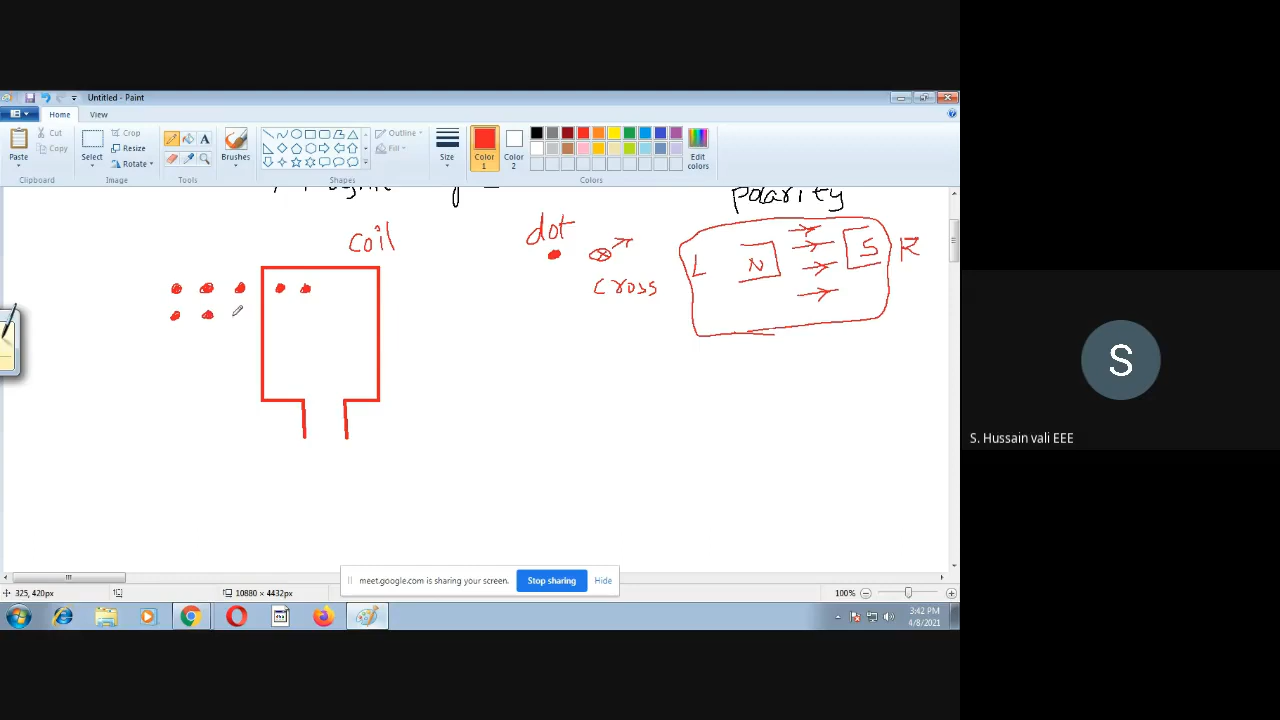 Untitled - Paint
Home
View
Paste
Cut
Copy
Clipboard
Select
Crop
Resize
Rotate
Image
Tools
Brushes
Shapes
Outline
Fill
Size
Color 1
Color 2
Edit colors
Colors
polarity
coil
dot
cross
L
N
S
R
S
S. Hussain vali EEE
meet.google.com is sharing your screen.
Stop sharing
Hide
325, 420px
10880 × 4432px
100%
3:42 PM
4/8/2021